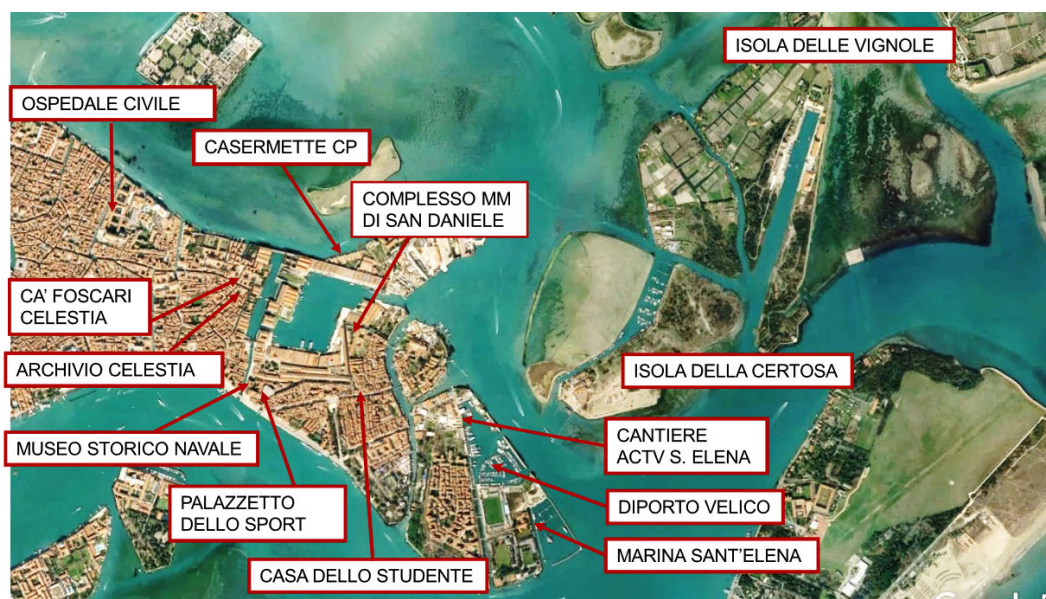 ISOLA DELLE VIGNOLE
OSPEDALE CIVILE
CASERMETTE CP
COMPLESSO MM
DI SAN DANIELE
CA' FOSCARI
CELESTIA
ARCHIVIO CELESTIA
ISOLA DELLA CERTOSA
MUSEO STORICO NAVALE
CANTIERE
ACTV S. ELENA
PALAZZETTO
DELLO SPORT
DIPORTO VELICO
CASA DELLO STUDENTE
MARINA SANT'ELENA